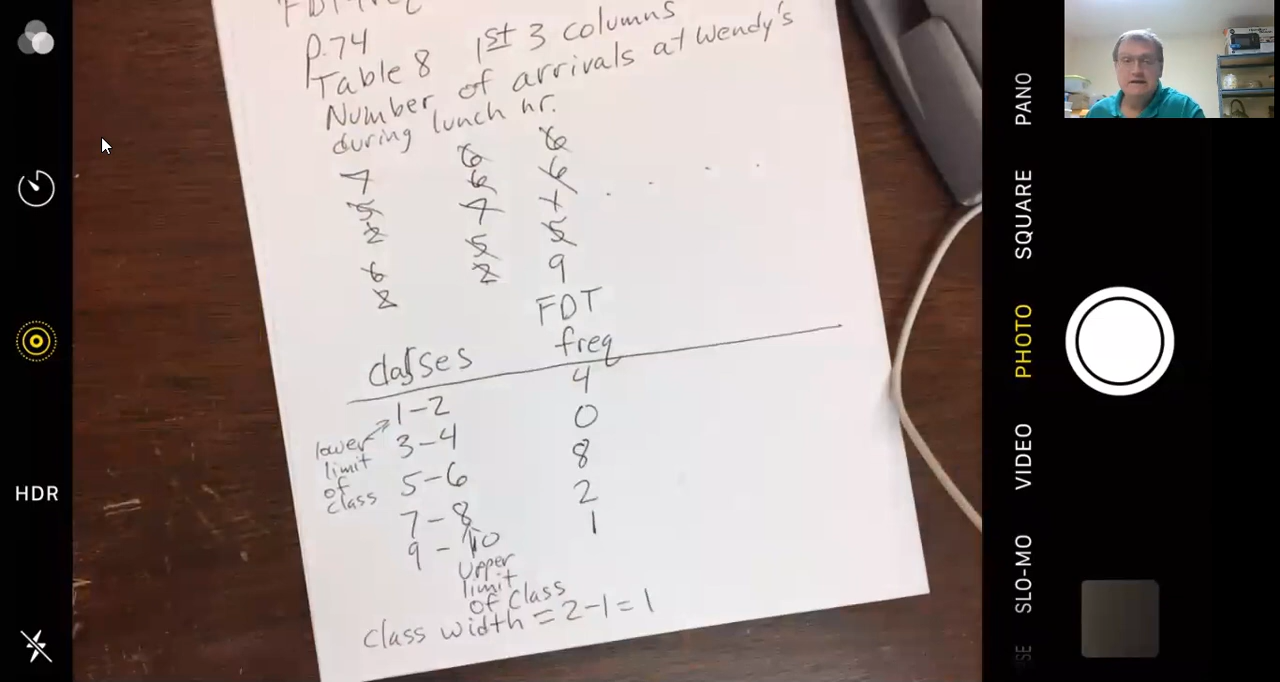 p.74
Table 8 1st 3 columns
Number of arrivals at Wendy's
during lunch hr.
7 6 6
5 6 6
2 7 1
6 5 5
8 2 9
FDT
classes freq
1-2 4
3-4 0
5-6 8
7-8 2
9-10 1
lower
limit
of
class
Upper
limit
of Class
class width = 2-1=1
HDR
PANO
SQUARE
PHOTO
VIDEO
SLO-MO
SE